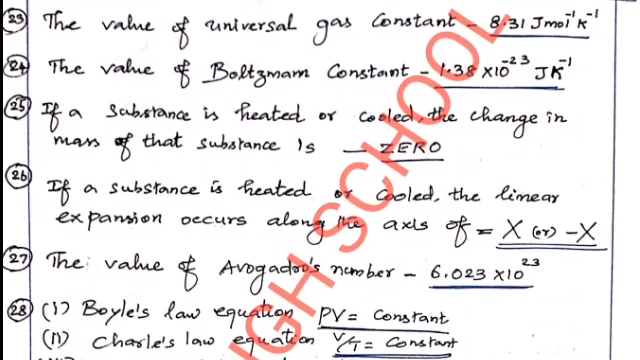 23 The value of universal gas Constant - 8.31 Jmol⁻¹K⁻¹
24 The value of Boltzmann Constant - 1.38 X10⁻²³ JK⁻¹
25 If a substance is heated or cooled, the change in
mass of that substance is - ZERO
26 If a substance is heated or cooled, the linear
expansion occurs along the axis of = X (or) -X
27 The value of Avogadro's number - 6.023 X10²³
28 (i) Boyle's law equation PV = Constant
(ii) Charle's law equation V/T = Constant
IGH SCHOOL